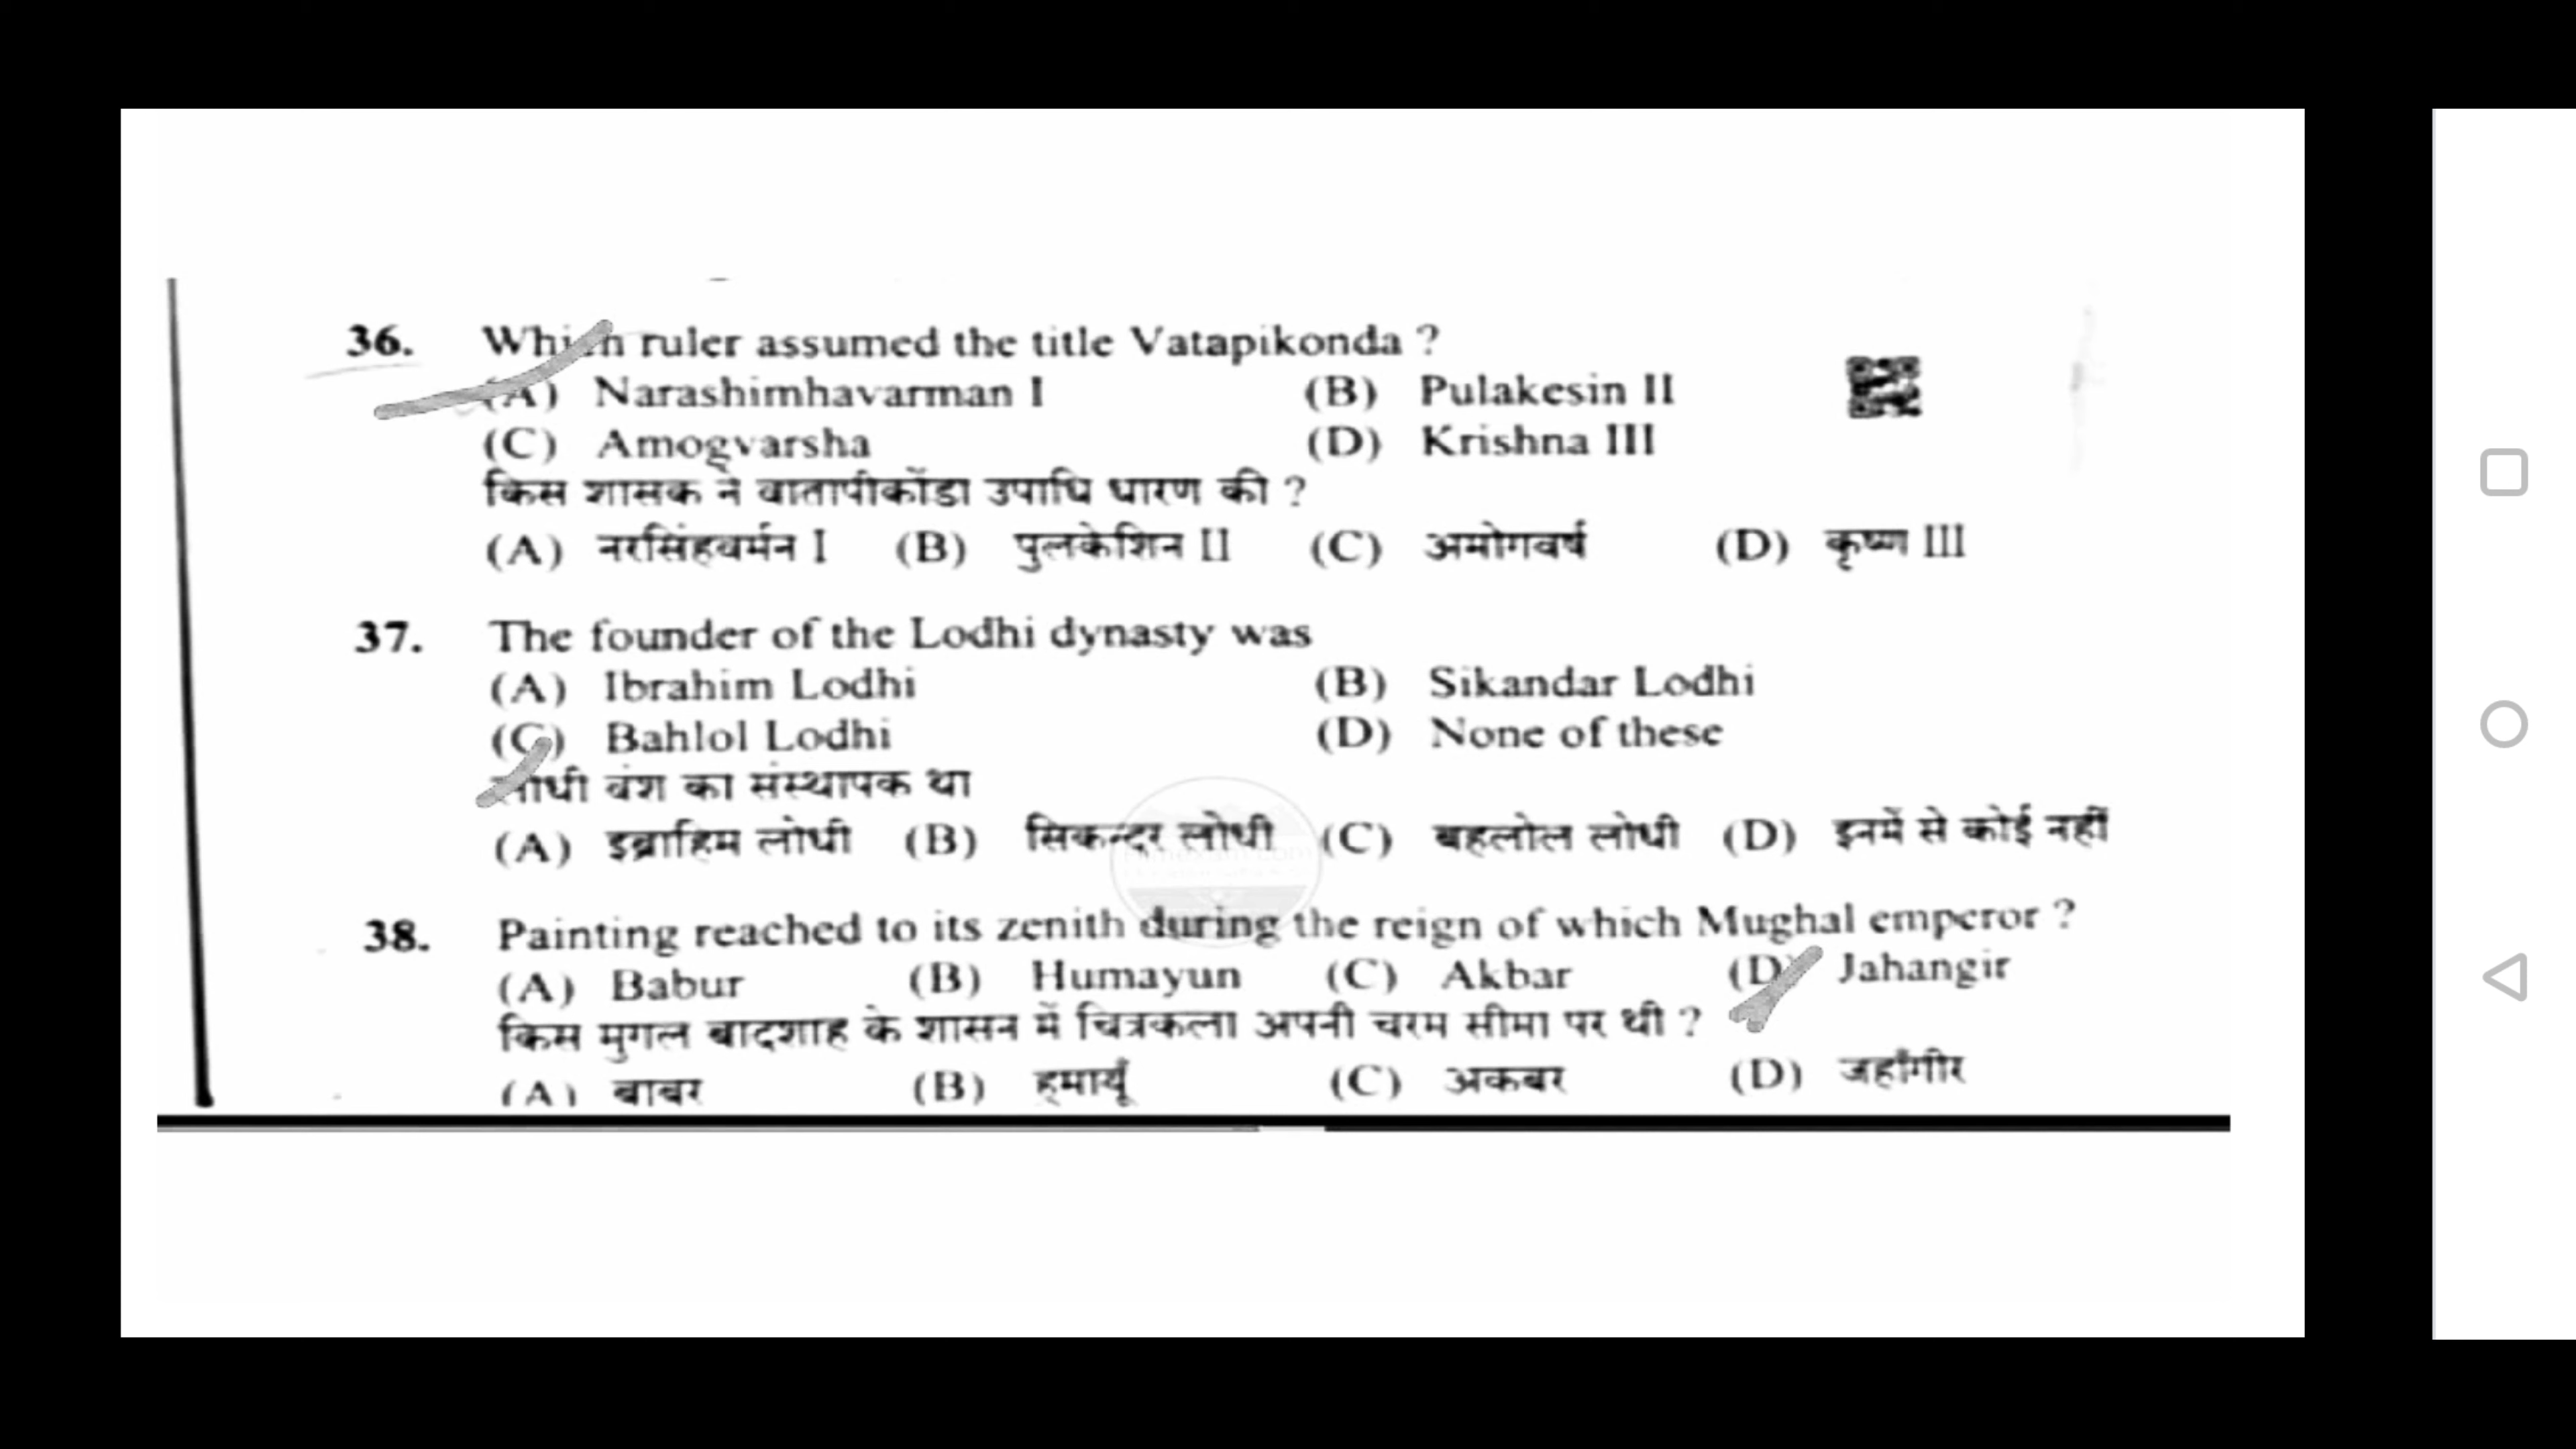 36. Which ruler assumed the title Vatapikonda ?
(A) Narashimhavarman I (B) Pulakesin II
(C) Amogvarsha (D) Krishna III
किस शासक ने वातापीकोंडा उपाधि धारण की ?
(A) नरसिंहवर्मन I (B) पुलकेशिन II (C) अमोगवर्ष (D) कृष्ण III
37. The founder of the Lodhi dynasty was
(A) Ibrahim Lodhi (B) Sikandar Lodhi
(C) Bahlol Lodhi (D) None of these
लोधी वंश का संस्थापक था
(A) इब्राहिम लोधी (B) सिकन्दर लोधी (C) बहलोल लोधी (D) इनमें से कोई नहीं
38. Painting reached to its zenith during the reign of which Mughal emperor ?
(A) Babur (B) Humayun (C) Akbar (D) Jahangir
किस मुगल बादशाह के शासन में चित्रकला अपनी चरम सीमा पर थी ?
(A) बाबर (B) हुमायूँ (C) अकबर (D) जहाँगीर